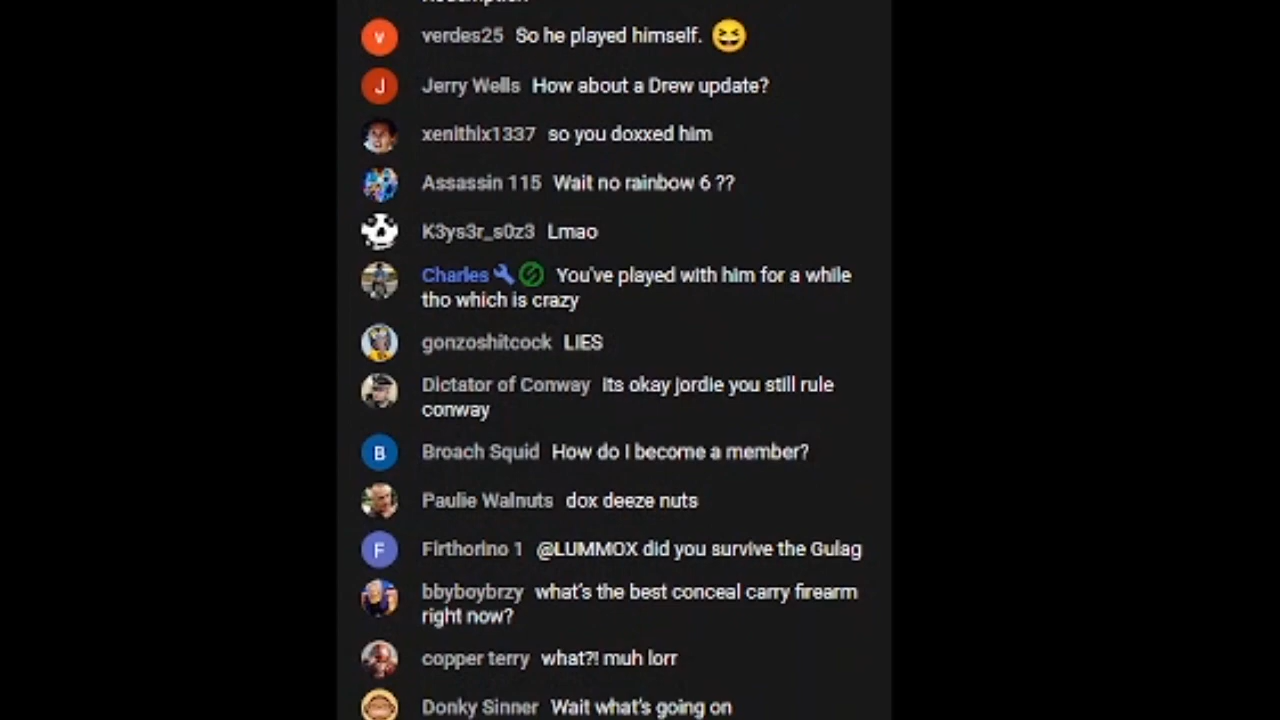 Redemption
verdes25 So he played himself. 😆
Jerry Wells How about a Drew update?
xenithix1337 so you doxxed him
Assassin 115 Wait no rainbow 6 ??
K3ys3r_s0z3 Lmao
Charles You've played with him for a while
tho which is crazy
gonzoshitcock LIES
Dictator of Conway Its okay jordie you still rule
conway
B Broach Squid How do I become a member?
Paulie Walnuts dox deeze nuts
F Firthorino 1 @LUMMOX did you survive the Gulag
bbyboybrzy what's the best conceal carry firearm
right now?
copper terry what?! muh lorr
Donky Sinner Wait what's going on